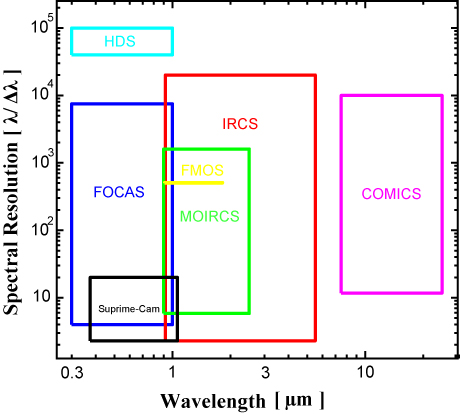 10^5
HDS
10^4
IRCS
10^3
FMOS
FOCAS
MOIRCS
COMICS
10^2
10
Suprime-Cam
Spectral Resolution [ λ/Δλ ]
0.3
1
3
10
Wavelength [ μm ]